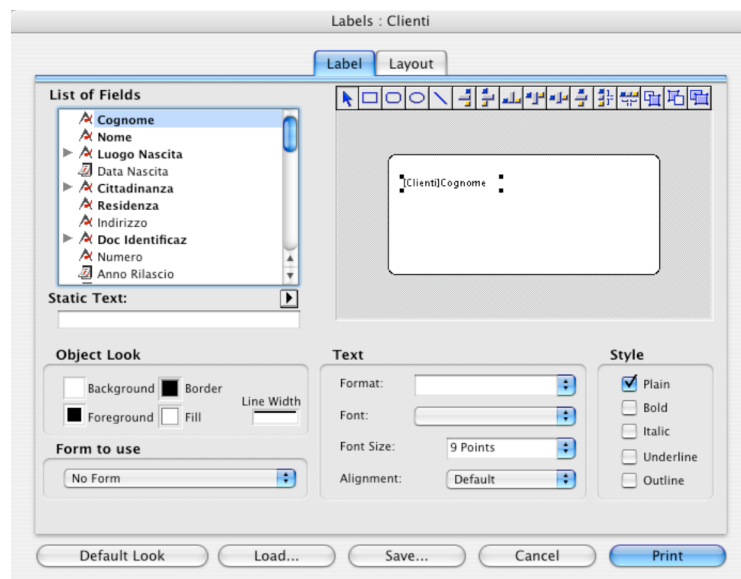 Labels : Clienti
Label Layout
List of Fields
Cognome
Nome
Luogo Nascita
Data Nascita
Cittadinanza
Residenza
Indirizzo
Doc Identificaz
Numero
Anno Rilascio
[Clienti]Cognome
Static Text:
Object Look
Background Border
Foreground Fill
Line Width
Form to use
No Form
Text
Format:
Font:
Font Size: 9 Points
Alignment: Default
Style
Plain
Bold
Italic
Underline
Outline
Default Look Load... Save... Cancel Print